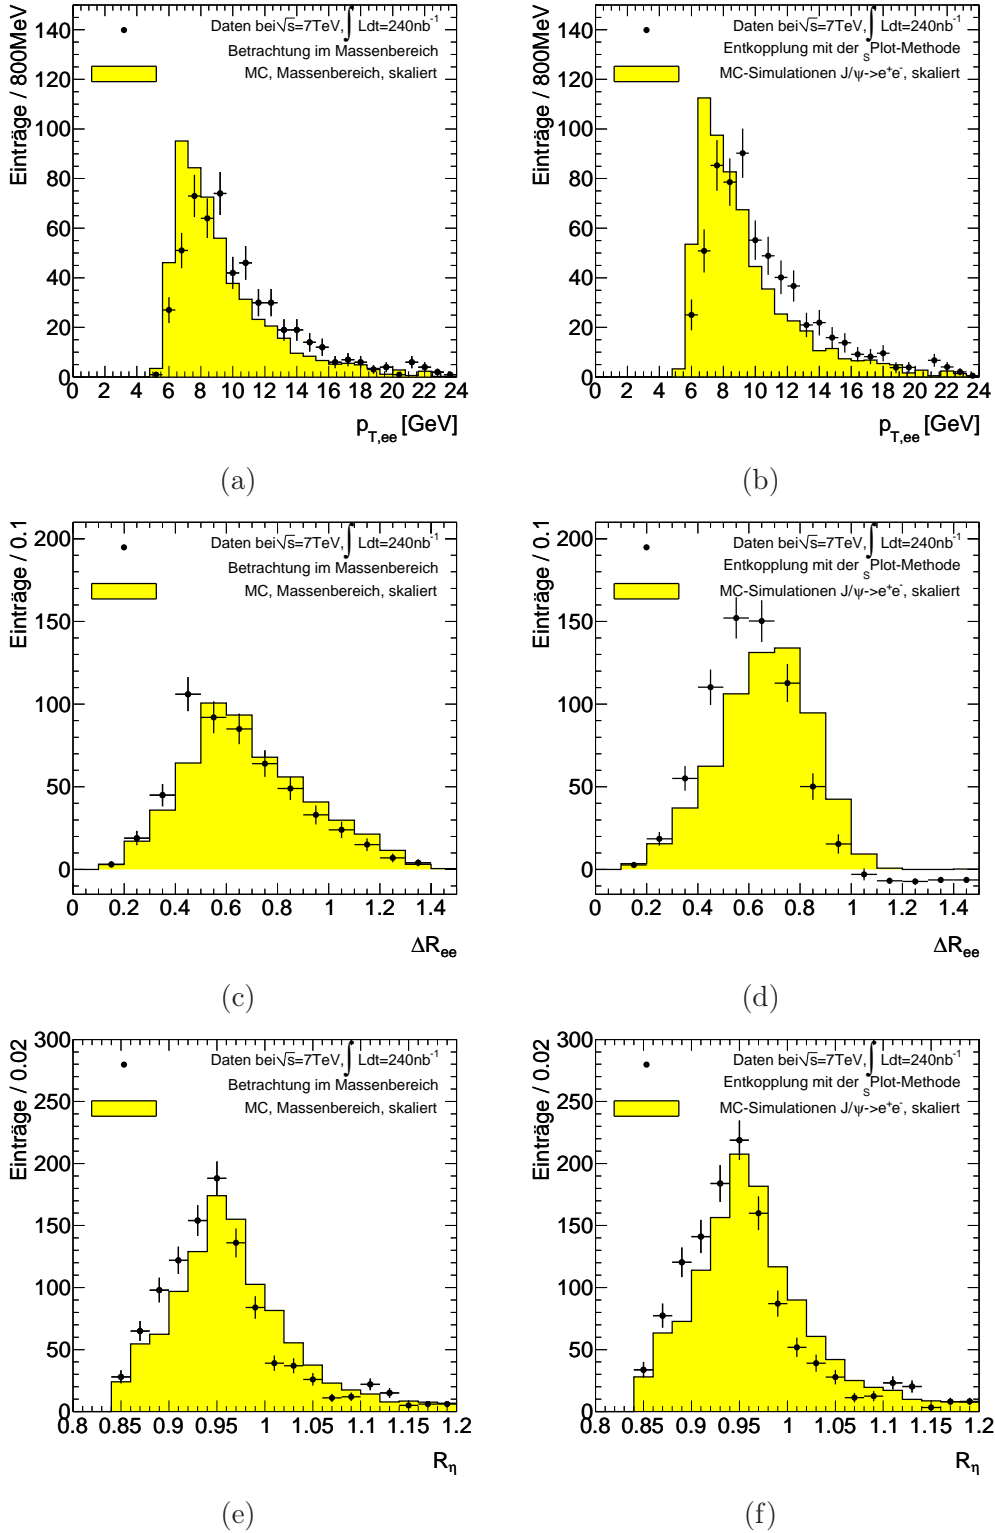 Einträge / 800MeV
140
120
100
80
60
40
20
0
Daten bei√s=7TeV,∫ Ldt=240nb⁻¹
Betrachtung im Massenbereich
MC, Massenbereich, skaliert
0 2 4 6 8 10 12 14 16 18 20 22 24
p_T,ee [GeV]
(a)
Einträge / 800MeV
140
120
100
80
60
40
20
0
Daten bei√s=7TeV,∫ Ldt=240nb⁻¹
Entkopplung mit der sPlot-Methode
MC-Simulationen J/ψ->e⁺e⁻, skaliert
0 2 4 6 8 10 12 14 16 18 20 22 24
p_T,ee [GeV]
(b)
Einträge / 0.1
200
150
100
50
0
Daten bei√s=7TeV,∫ Ldt=240nb⁻¹
Betrachtung im Massenbereich
MC, Massenbereich, skaliert
0 0.2 0.4 0.6 0.8 1 1.2 1.4
ΔR_ee
(c)
Einträge / 0.1
200
150
100
50
0
Daten bei√s=7TeV,∫ Ldt=240nb⁻¹
Entkopplung mit der sPlot-Methode
MC-Simulationen J/ψ->e⁺e⁻, skaliert
0 0.2 0.4 0.6 0.8 1 1.2 1.4
ΔR_ee
(d)
Einträge / 0.02
300
250
200
150
100
50
0
Daten bei√s=7TeV,∫ Ldt=240nb⁻¹
Betrachtung im Massenbereich
MC, Massenbereich, skaliert
0.8 0.85 0.9 0.95 1 1.05 1.1 1.15 1.2
R_η
(e)
Einträge / 0.02
300
250
200
150
100
50
0
Daten bei√s=7TeV,∫ Ldt=240nb⁻¹
Entkopplung mit der sPlot-Methode
MC-Simulationen J/ψ->e⁺e⁻, skaliert
0.8 0.85 0.9 0.95 1 1.05 1.1 1.15 1.2
R_η
(f)